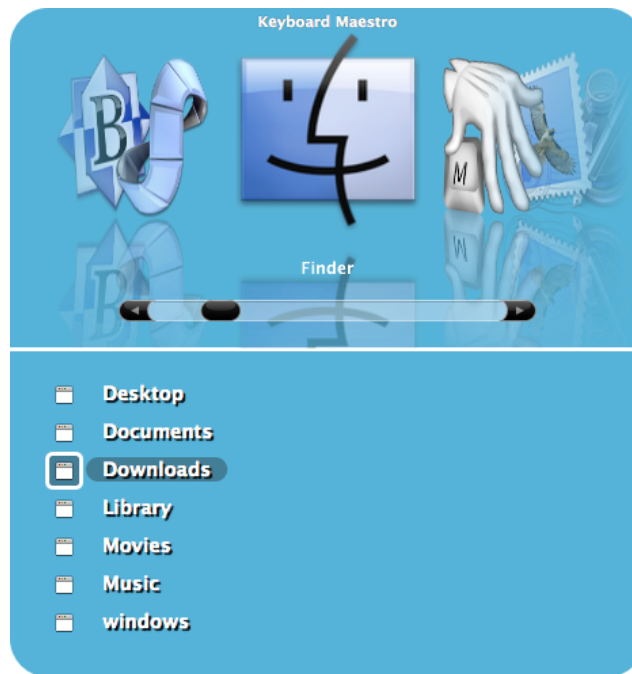 Keyboard Maestro
B
M
Finder
Desktop
Documents
Downloads
Library
Movies
Music
windows